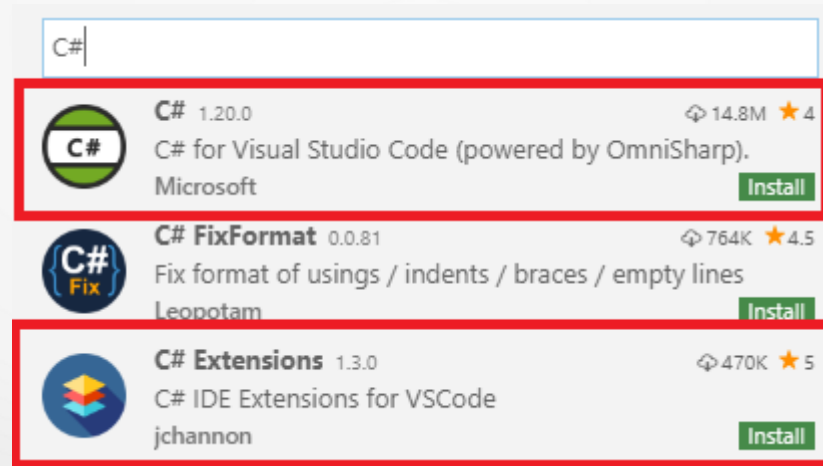 C#
C# 1.20.0 14.8M 4
C# C# for Visual Studio Code (powered by OmniSharp).
Microsoft Install
C# FixFormat 0.0.81 764K 4.5
{C#} Fix Fix format of usings / indents / braces / empty lines
Leopotam Install
C# Extensions 1.3.0 470K 5
C# IDE Extensions for VSCode
jchannon Install